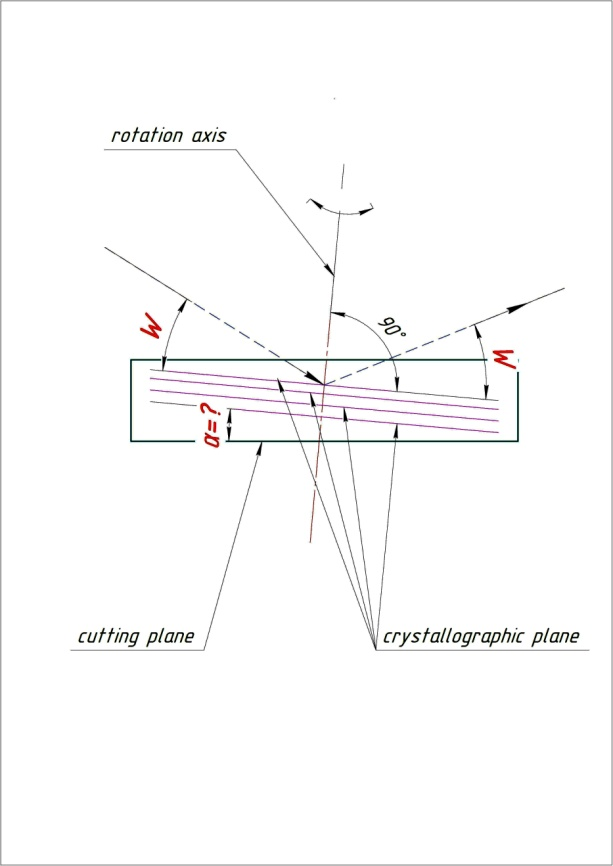 rotation axis
90°
W
W
α=?
cutting plane
crystallographic plane